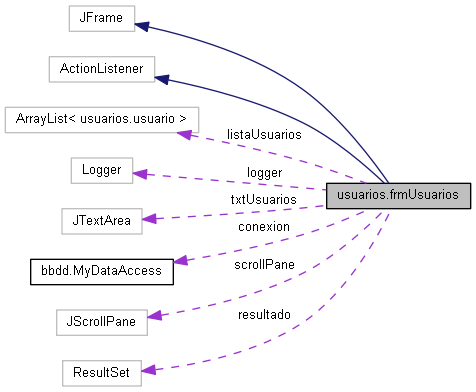 JFrame
ActionListener
ArrayList< usuarios.usuario >
listaUsuarios
Logger
logger
usuarios.frmUsuarios
txtUsuarios
JTextArea
conexion
bbdd.MyDataAccess
scrollPane
JScrollPane
resultado
ResultSet